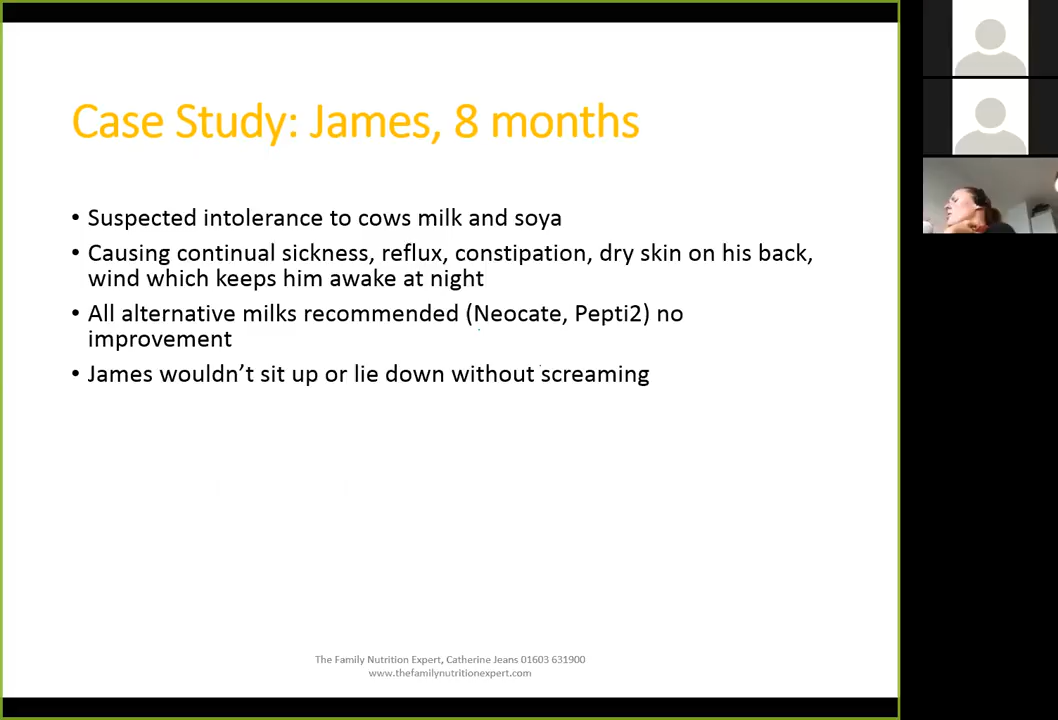 Case Study: James, 8 months
• Suspected intolerance to cows milk and soya
• Causing continual sickness, reflux, constipation, dry skin on his back,
wind which keeps him awake at night
• All alternative milks recommended (Neocate, Pepti2) no
improvement
• James wouldn’t sit up or lie down without screaming
The Family Nutrition Expert, Catherine Jeans 01603 631900
www.thefamilynutritionexpert.com